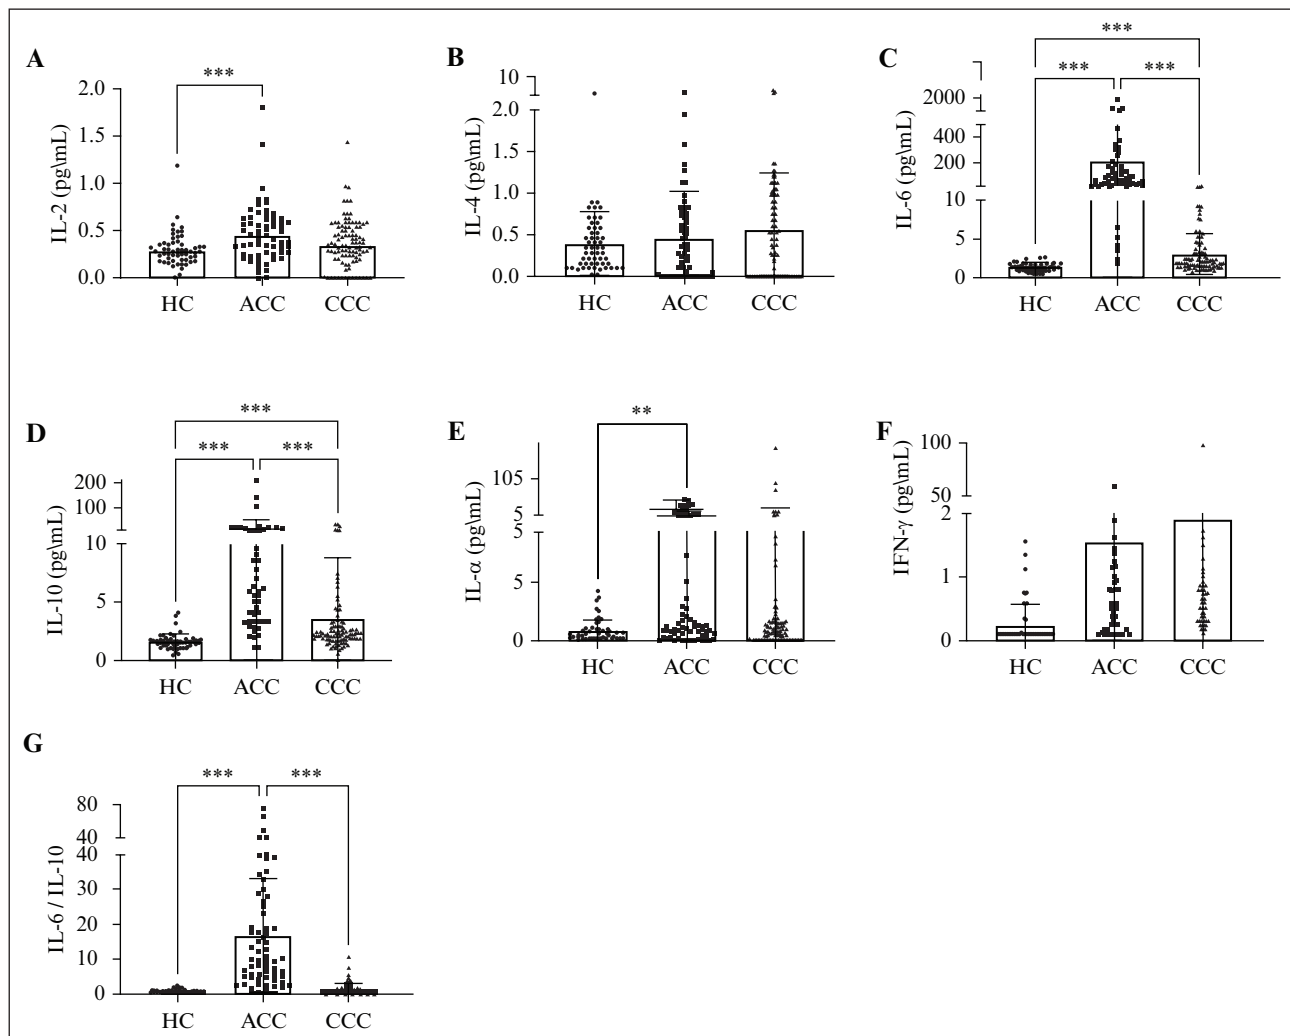 A
***
2.0
1.5
1.0
0.5
0.0
IL-2 (pg\mL)
HC ACC CCC
B
10
2.0
1.5
1.0
0.5
0.0
IL-4 (pg\mL)
HC ACC CCC
C
***
*** ***
2000
400
200
10
5
0
IL-6 (pg\mL)
HC ACC CCC
D
***
*** ***
200
100
10
5
0
IL-10 (pg\mL)
HC ACC CCC
E
**
105
5
5
5
0
IL-α (pg\mL)
HC ACC CCC
F
100
50
2
1
0
IFN-γ (pg\mL)
HC ACC CCC
G
*** ***
80
40
40
30
20
10
0
IL-6 / IL-10
HC ACC CCC